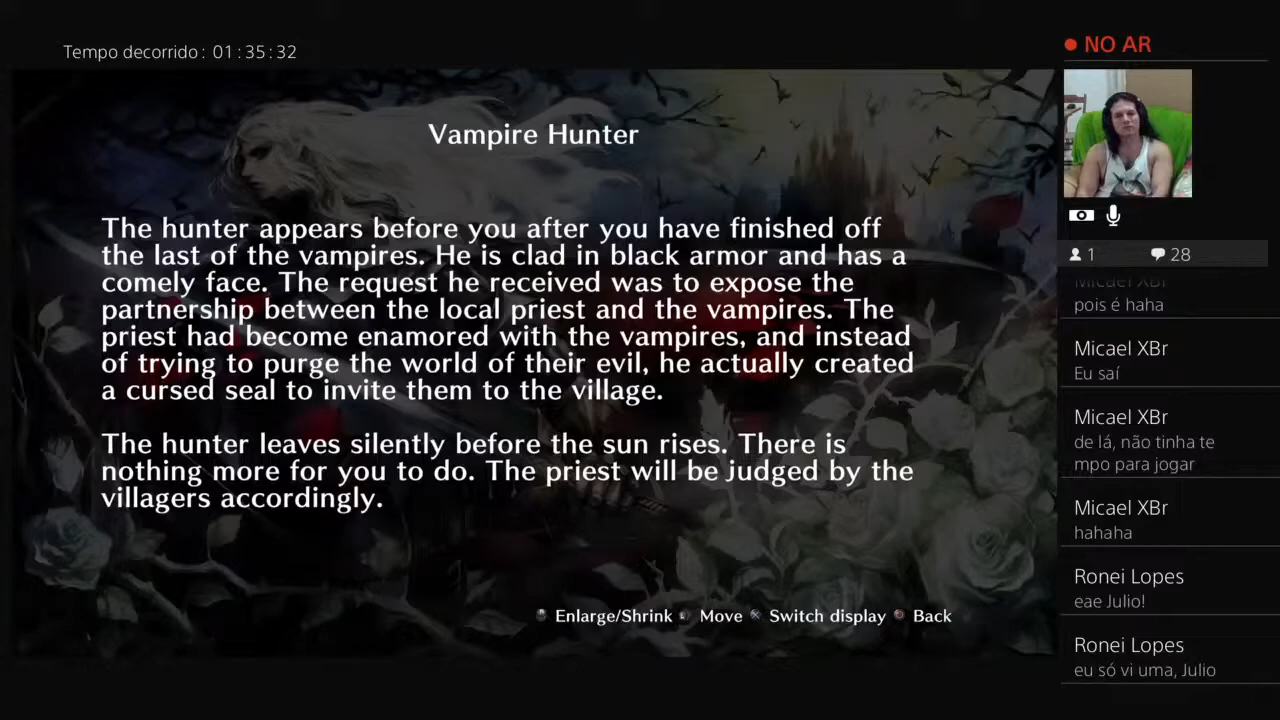 Tempo decorrido: 01:35:32
NO AR
Vampire Hunter
The hunter appears before you after you have finished off
the last of the vampires. He is clad in black armor and has a
comely face. The request he received was to expose the
partnership between the local priest and the vampires. The
priest had become enamored with the vampires, and instead
of trying to purge the world of their evil, he actually created
a cursed seal to invite them to the village.
The hunter leaves silently before the sun rises. There is
nothing more for you to do. The priest will be judged by the
villagers accordingly.
Enlarge/Shrink Move Switch display Back
1 28
Micael XBr
pois é haha
Micael XBr
Eu saí
Micael XBr
de lá, não tinha te
mpo para jogar
Micael XBr
hahaha
Ronei Lopes
eae Julio!
Ronei Lopes
eu só vi uma, Julio